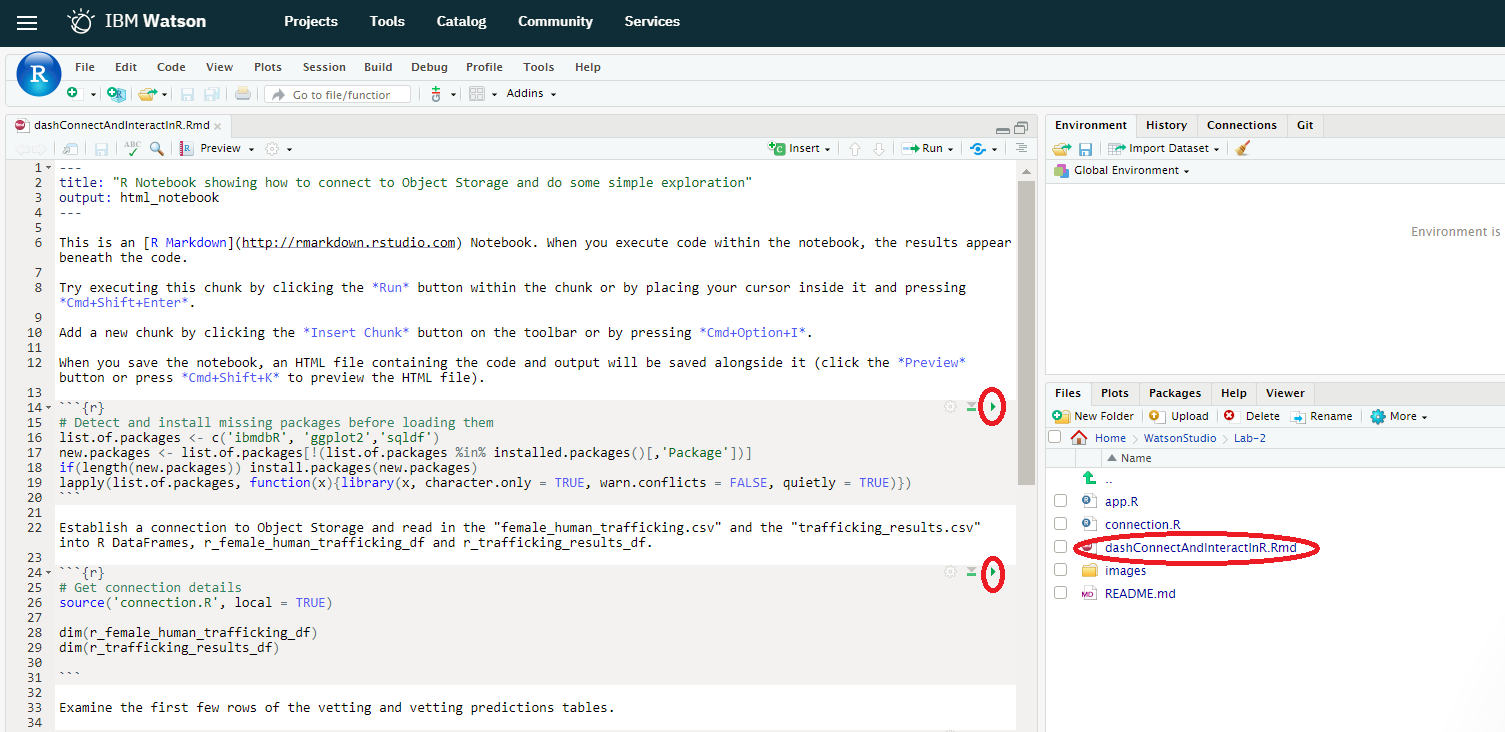 IBM Watson Projects Tools Catalog Community Services
R
File Edit Code View Plots Session Build Debug Profile Tools Help
Go to file/function Addins
dashConnectAndInteractInR.Rmd
ABC Preview Insert Run
1 ---
2 title: "R Notebook showing how to connect to Object Storage and do some simple exploration"
3 output: html_notebook
4 ---
5
6 This is an [R Markdown](http://rmarkdown.rstudio.com) Notebook. When you execute code within the notebook, the results appear
beneath the code.
7
8 Try executing this chunk by clicking the *Run* button within the chunk or by placing your cursor inside it and pressing
*Cmd+Shift+Enter*.
9
10 Add a new chunk by clicking the *Insert Chunk* button on the toolbar or by pressing *Cmd+Option+I*.
11
12 When you save the notebook, an HTML file containing the code and output will be saved alongside it (click the *Preview*
button or press *Cmd+Shift+K* to preview the HTML file).
13
14 ```{r}
15 # Detect and install missing packages before loading them
16 list.of.packages <- c('ibmdbR', 'ggplot2','sqldf')
17 new.packages <- list.of.packages[!(list.of.packages %in% installed.packages()[,'Package'])]
18 if(length(new.packages)) install.packages(new.packages)
19 lapply(list.of.packages, function(x){library(x, character.only = TRUE, warn.conflicts = FALSE, quietly = TRUE)})
20 ```
21
22 Establish a connection to Object Storage and read in the "female_human_trafficking.csv" and the "trafficking_results.csv"
into R DataFrames, r_female_human_trafficking_df and r_trafficking_results_df.
23
24 ```{r}
25 # Get connection details
26 source('connection.R', local = TRUE)
27
28 dim(r_female_human_trafficking_df)
29 dim(r_trafficking_results_df)
30
31 ```
32
33 Examine the first few rows of the vetting and vetting predictions tables.
34
Environment History Connections Git
Import Dataset
Global Environment
Environment is
Files Plots Packages Help Viewer
New Folder Upload Delete Rename More
Home WatsonStudio Lab-2
Name
..
app.R
connection.R
dashConnectAndInteractInR.Rmd
images
MD README.md